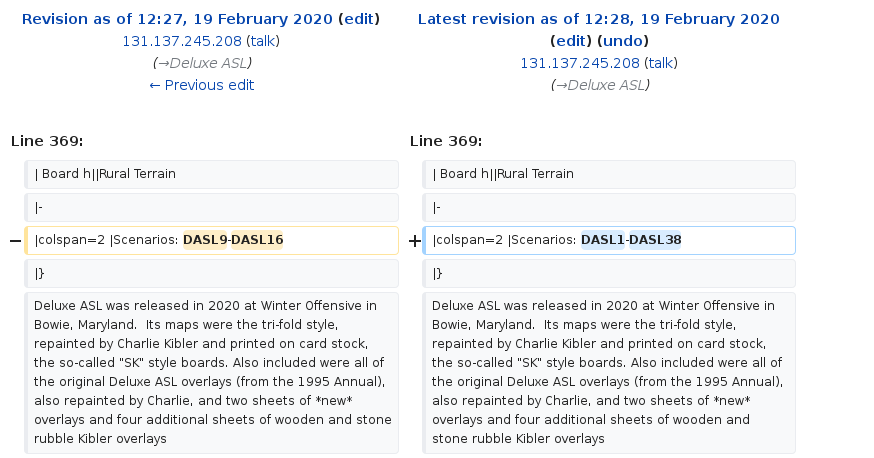 Revision as of 12:27, 19 February 2020 (edit)
131.137.245.208 (talk)
(→Deluxe ASL)
← Previous edit
Latest revision as of 12:28, 19 February 2020
(edit) (undo)
131.137.245.208 (talk)
(→Deluxe ASL)
Line 369:
Line 369:
| Board h||Rural Terrain
| Board h||Rural Terrain
|-
|-
− |colspan=2 |Scenarios: DASL9-DASL16
+ |colspan=2 |Scenarios: DASL1-DASL38
|}
|}
Deluxe ASL was released in 2020 at Winter Offensive in
Bowie, Maryland.  Its maps were the tri-fold style,
repainted by Charlie Kibler and printed on card stock,
the so-called "SK" style boards. Also included were all of
the original Deluxe ASL overlays (from the 1995 Annual),
also repainted by Charlie, and two sheets of *new*
overlays and four additional sheets of wooden and stone
rubble Kibler overlays
Deluxe ASL was released in 2020 at Winter Offensive in
Bowie, Maryland.  Its maps were the tri-fold style,
repainted by Charlie Kibler and printed on card stock,
the so-called "SK" style boards. Also included were all of
the original Deluxe ASL overlays (from the 1995 Annual),
also repainted by Charlie, and two sheets of *new*
overlays and four additional sheets of wooden and
stone rubble Kibler overlays